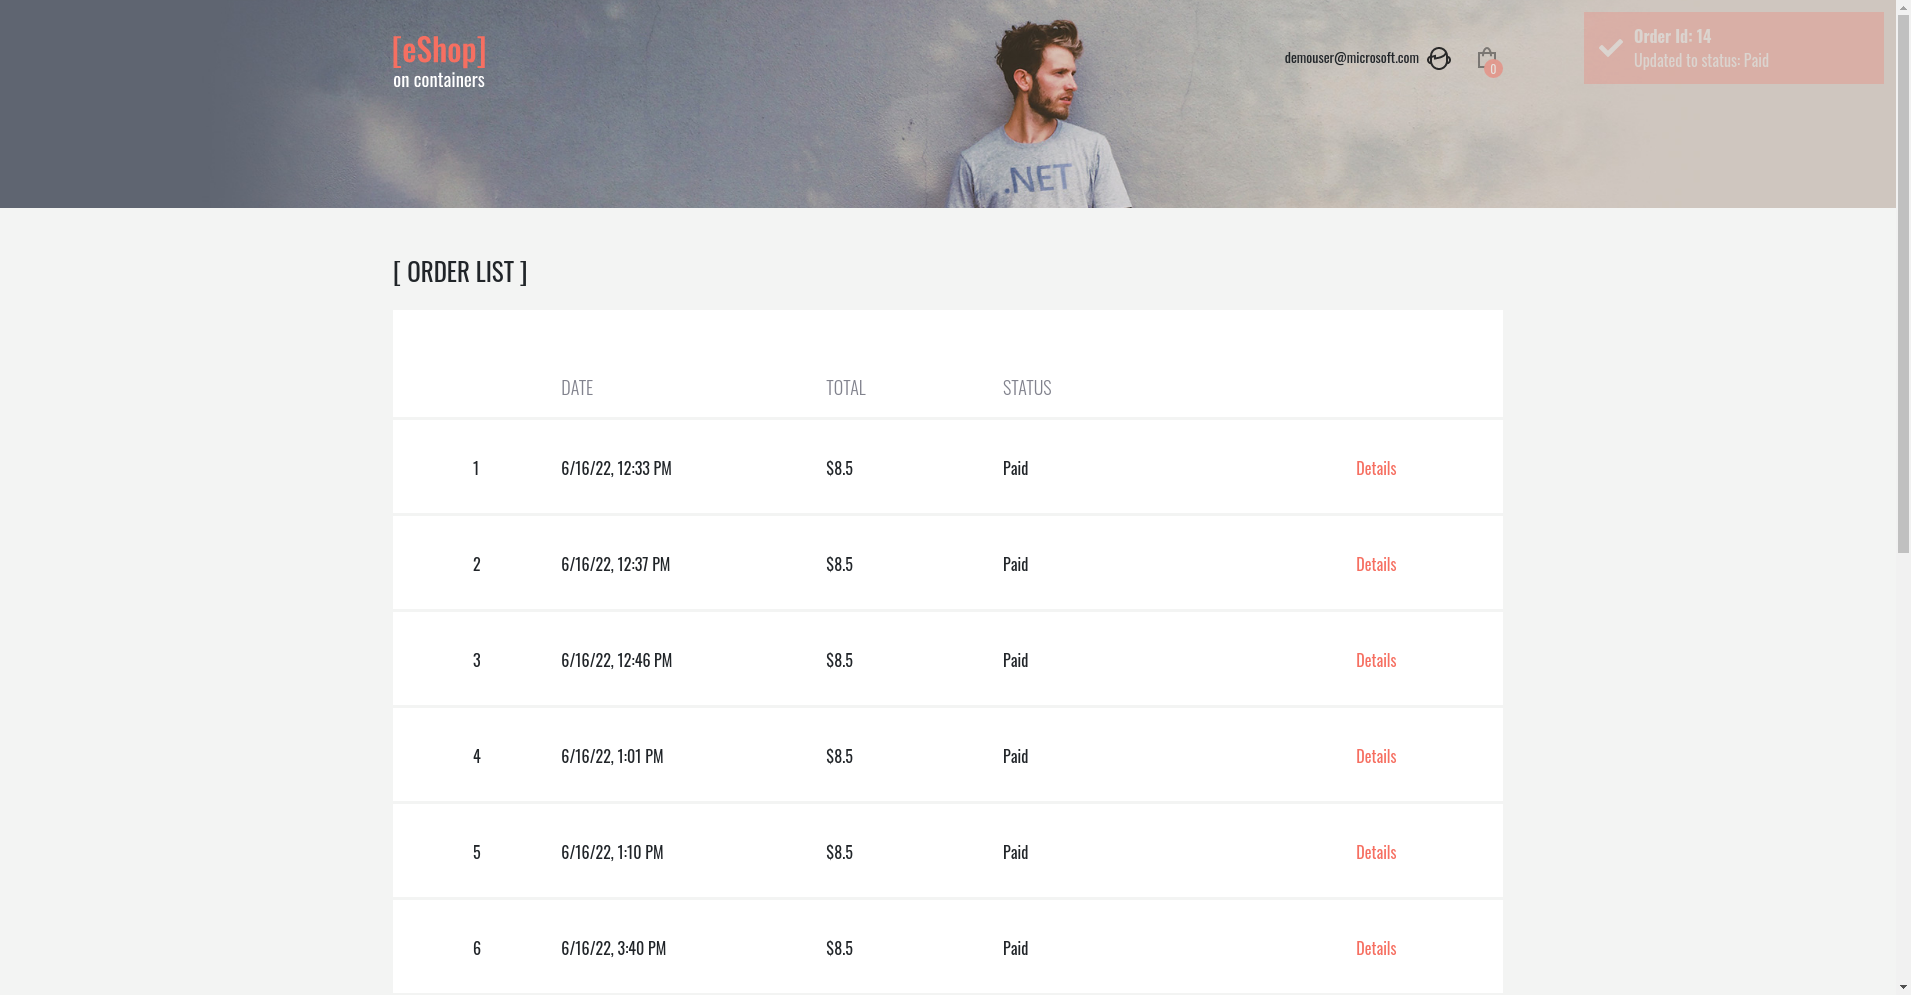 [eShop]
on containers
.NET
demouser@microsoft.com
0
Order Id: 14
Updated to status: Paid
[ ORDER LIST ]
DATE TOTAL STATUS
1 6/16/22, 12:33 PM $8.5 Paid Details
2 6/16/22, 12:37 PM $8.5 Paid Details
3 6/16/22, 12:46 PM $8.5 Paid Details
4 6/16/22, 1:01 PM $8.5 Paid Details
5 6/16/22, 1:10 PM $8.5 Paid Details
6 6/16/22, 3:40 PM $8.5 Paid Details